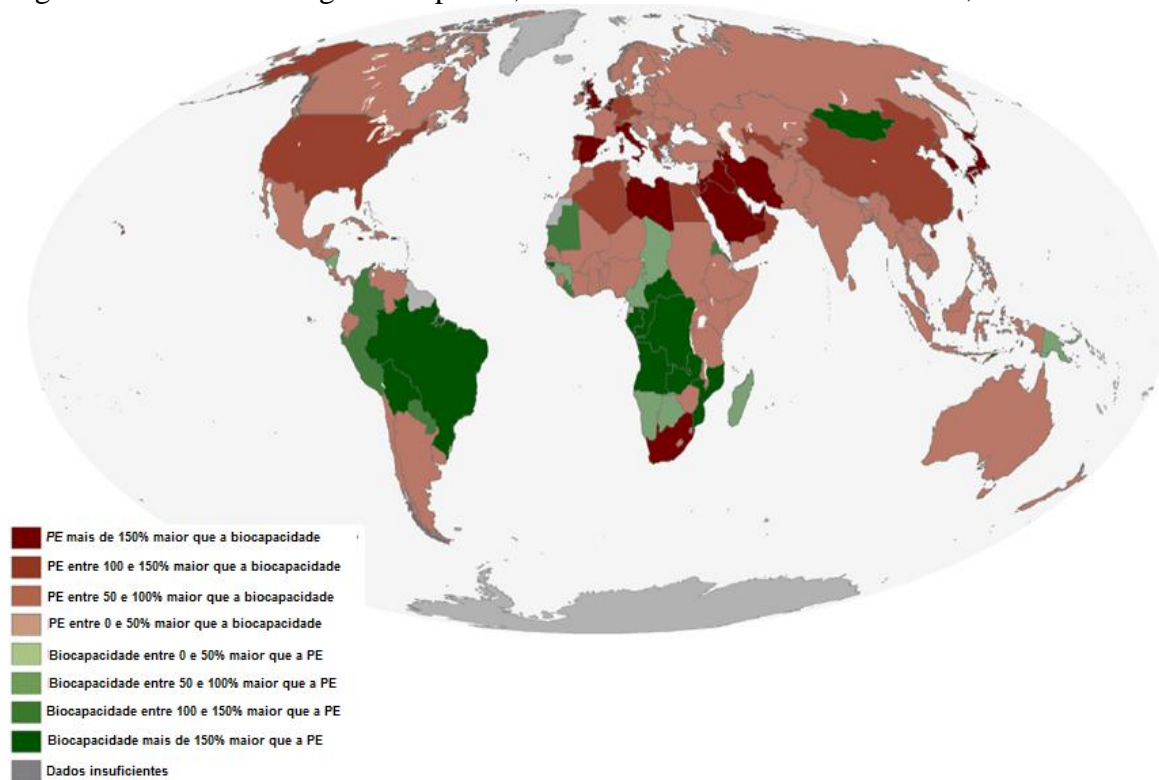 PE mais de 150% maior que a biocapacidade
PE entre 100 e 150% maior que a biocapacidade
PE entre 50 e 100% maior que a biocapacidade
PE entre 0 e 50% maior que a biocapacidade
Biocapacidade entre 0 e 50% maior que a PE
Biocapacidade entre 50 e 100% maior que a PE
Biocapacidade entre 100 e 150% maior que a PE
Biocapacidade mais de 150% maior que a PE
Dados insuficientes